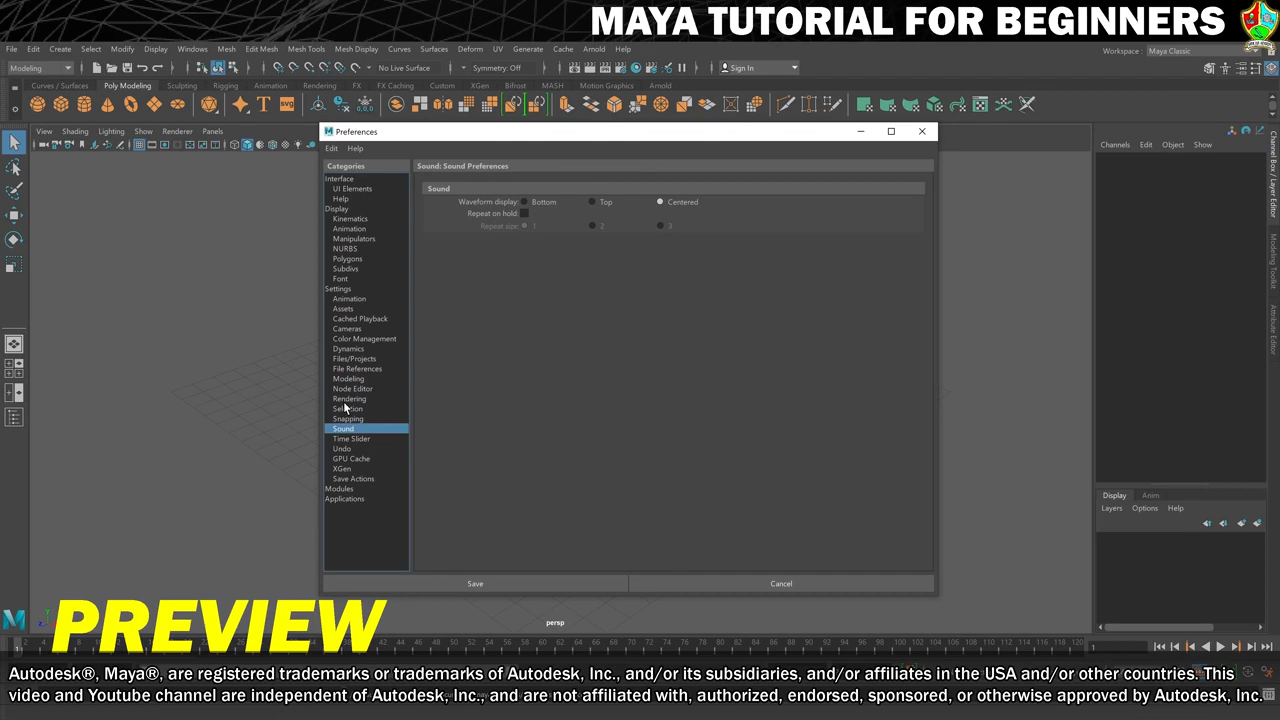 MAYA TUTORIAL FOR BEGINNERS
File Edit Create Select Modify Display Windows Mesh Edit Mesh Mesh Tools Mesh Display Curves Surfaces Deform UV Generate Cache Arnold Help
Workspace : Maya Classic
Modeling No Live Surface Symmetry: Off Sign In
Curves / Surfaces Poly Modeling Sculpting Rigging Animation Rendering FX FX Caching Custom XGen Bifrost MASH Motion Graphics Arnold
View Shading Lighting Show Renderer Panels
Preferences
Edit Help
Categories
Interface
UI Elements
Help
Display
Kinematics
Animation
Manipulators
NURBS
Polygons
Subdivs
Font
Settings
Animation
Assets
Cached Playback
Cameras
Color Management
Dynamics
Files/Projects
File References
Modeling
Node Editor
Rendering
Selection
Snapping
Sound
Time Slider
Undo
GPU Cache
XGen
Save Actions
Modules
Applications
Sound: Sound Preferences
Sound
Waveform display: Bottom Top Centered
Repeat on hold:
Repeat size: 1 2 3
Save Cancel
Channels Edit Object Show
Channel Box / Layer Editor
Modeling Toolkit
Attribute Editor
Display Anim
Layers Options Help
persp
PREVIEW
Autodesk®, Maya®, are registered trademarks or trademarks of Autodesk, Inc., and/or its subsidiaries, and/or affiliates in the USA and/or other countries. This
video and Youtube channel are independent of Autodesk, Inc., and are not affiliated with, authorized, endorsed, sponsored, or otherwise approved by Autodesk, Inc.